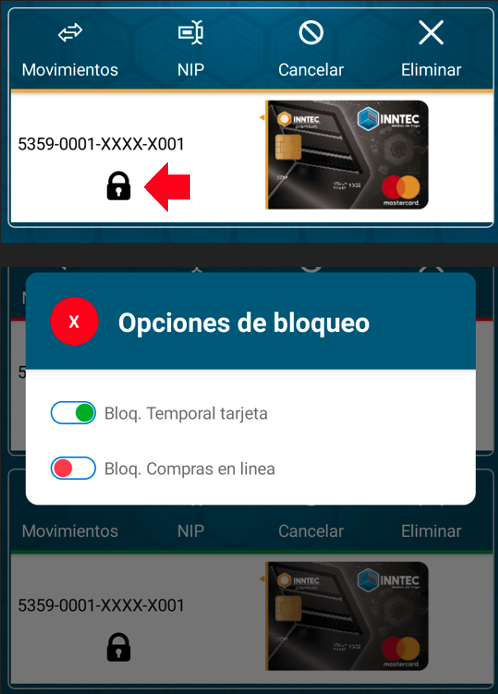 Movimientos NIP Cancelar Eliminar
5359-0001-XXXX-X001
INNTEC
premium
INNTEC
mastercard
X Opciones de bloqueo
Bloq. Temporal tarjeta
Bloq. Compras en linea
Movimientos NIP Cancelar Eliminar
5359-0001-XXXX-X001
INNTEC
premium
INNTEC
mastercard